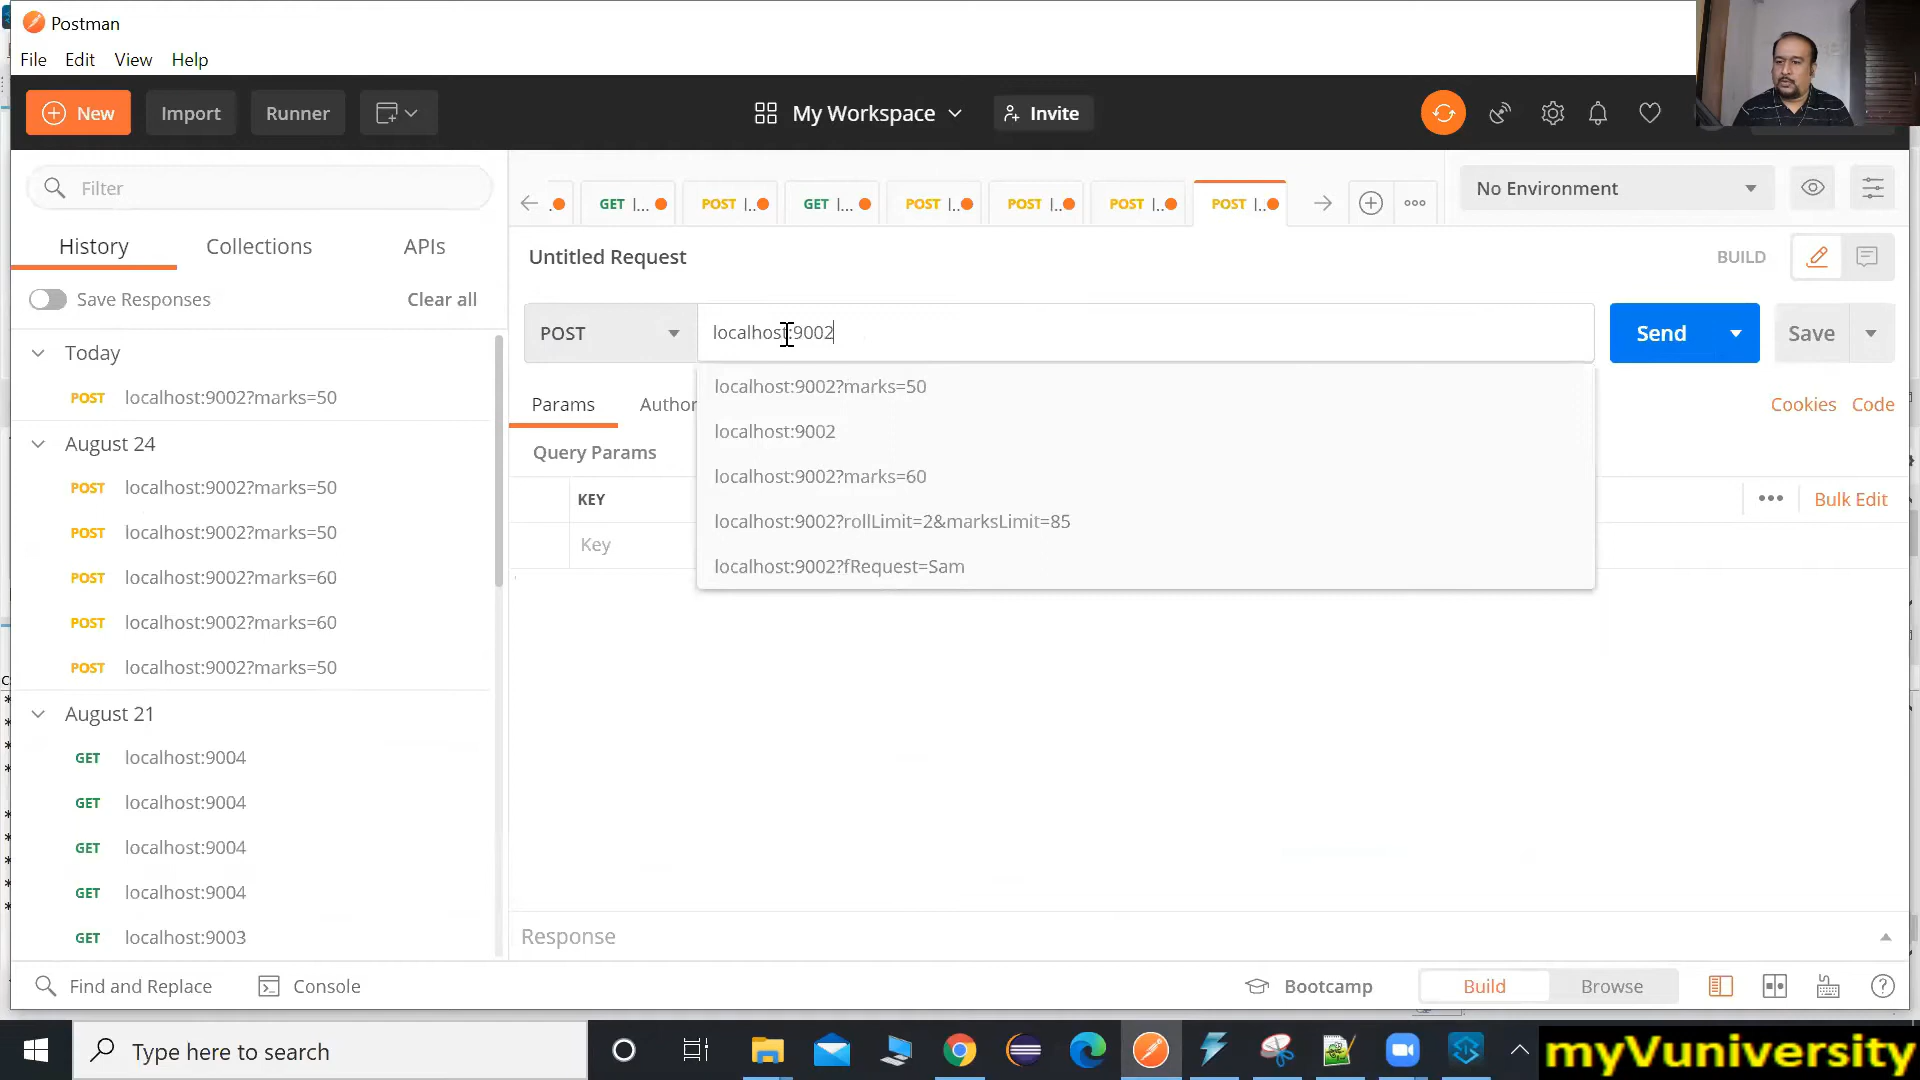 Postman
File Edit View Help
New Import Runner My Workspace Invite
Filter
GET l... POST l.. GET l... POST l.. POST l.. POST l.. POST l.. No Environment
History Collections APIs
Untitled Request BUILD
Save Responses Clear all
POST localhost:9002 Send Save
Today
POST localhost:9002?marks=50
August 24
POST localhost:9002?marks=50
POST localhost:9002?marks=50
POST localhost:9002?marks=60
POST localhost:9002?marks=60
POST localhost:9002?marks=50
August 21
GET localhost:9004
GET localhost:9004
GET localhost:9004
GET localhost:9004
GET localhost:9003
localhost:9002?marks=50
localhost:9002
localhost:9002?marks=60
localhost:9002?rollLimit=2&marksLimit=85
localhost:9002?fRequest=Sam
Params Author Cookies Code
Query Params
KEY Bulk Edit
Key
Response
Find and Replace Console Bootcamp Build Browse
Type here to search myVuniversity